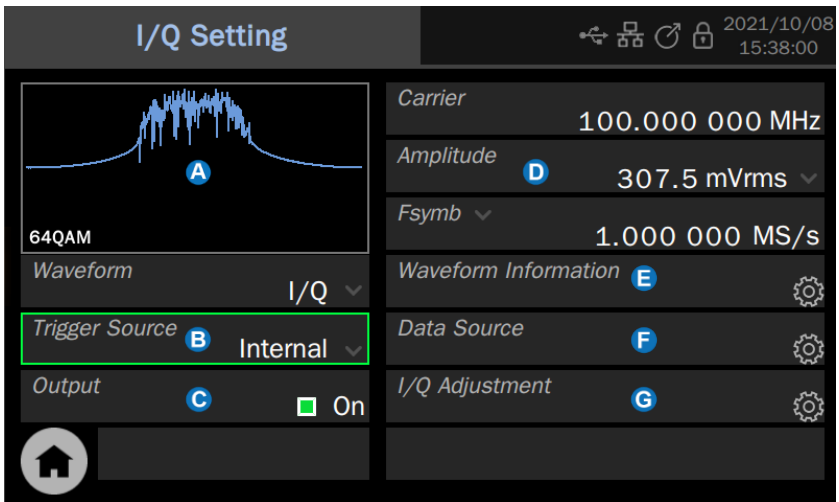 I/Q Setting
2021/10/08
15:38:00
A
64QAM
Waveform
I/Q
Trigger Source
B
Internal
Output
C
On
Carrier
100.000 000 MHz
Amplitude
D
307.5 mVrms
Fsymb
1.000 000 MS/s
Waveform Information
E
Data Source
F
I/Q Adjustment
G